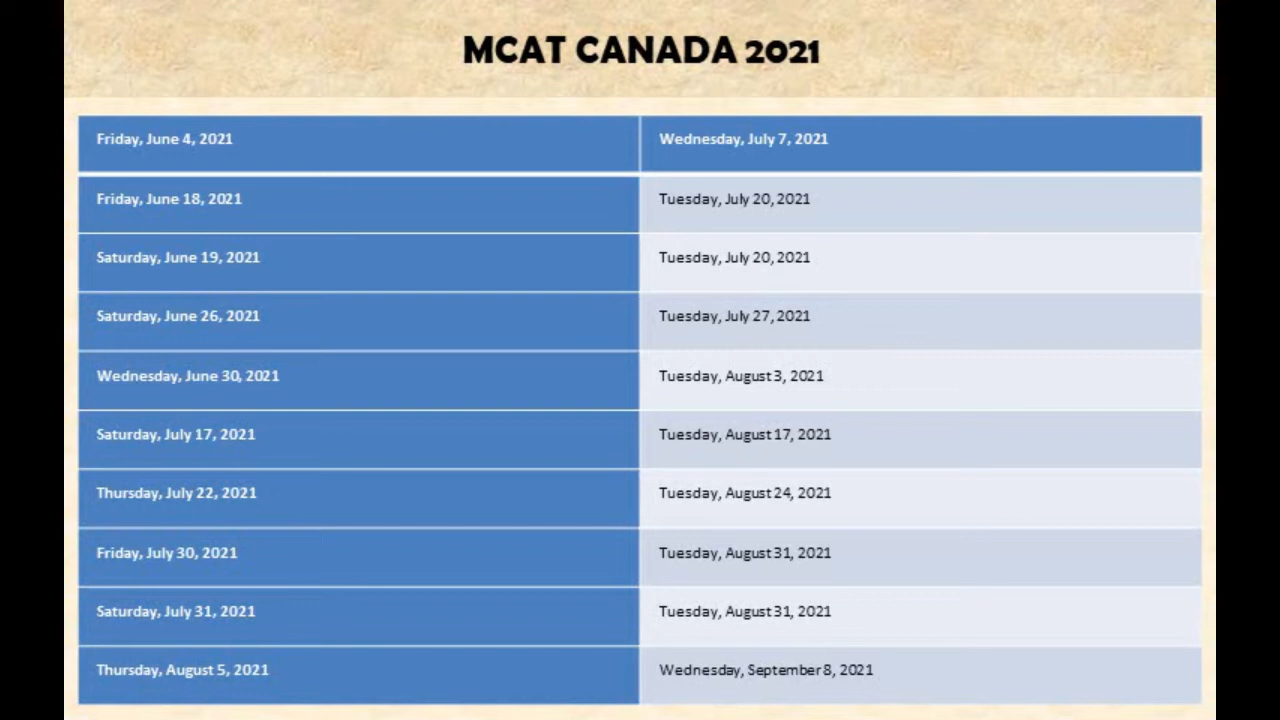 MCAT CANADA 2021
Friday, June 4, 2021 Wednesday, July 7, 2021
Friday, June 18, 2021 Tuesday, July 20, 2021
Saturday, June 19, 2021 Tuesday, July 20, 2021
Saturday, June 26, 2021 Tuesday, July 27, 2021
Wednesday, June 30, 2021 Tuesday, August 3, 2021
Saturday, July 17, 2021 Tuesday, August 17, 2021
Thursday, July 22, 2021 Tuesday, August 24, 2021
Friday, July 30, 2021 Tuesday, August 31, 2021
Saturday, July 31, 2021 Tuesday, August 31, 2021
Thursday, August 5, 2021 Wednesday, September 8, 2021